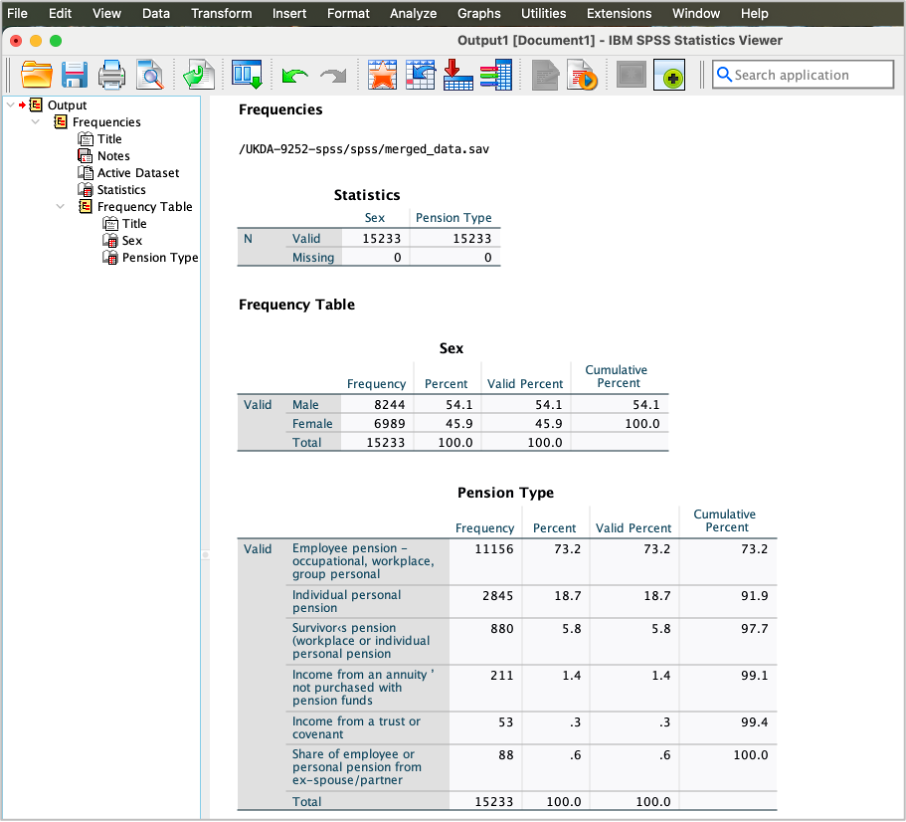 File Edit View Data Transform Insert Format Analyze Graphs Utilities Extensions Window Help
Output1 [Document1] - IBM SPSS Statistics Viewer
Search application
Output
Frequencies
Title
Notes
Active Dataset
Statistics
Frequency Table
Title
Sex
Pension Type
Frequencies
/UKDA-9252-spss/spss/merged_data.sav
Statistics
Sex Pension Type
N Valid 15233 15233
Missing 0 0
Frequency Table
Sex
Frequency Percent Valid Percent Cumulative
Percent
Valid Male 8244 54.1 54.1 54.1
Female 6989 45.9 45.9 100.0
Total 15233 100.0 100.0
Pension Type
Frequency Percent Valid Percent Cumulative
Percent
Valid Employee pension – 11156 73.2 73.2 73.2
occupational, workplace,
group personal
Individual personal 2845 18.7 18.7 91.9
pension
Survivor‹s pension 880 5.8 5.8 97.7
(workplace or individual
personal pension
Income from an annuity ' 211 1.4 1.4 99.1
not purchased with
pension funds
Income from a trust or 53 .3 .3 99.4
covenant
Share of employee or 88 .6 .6 100.0
personal pension from
ex-spouse/partner
Total 15233 100.0 100.0